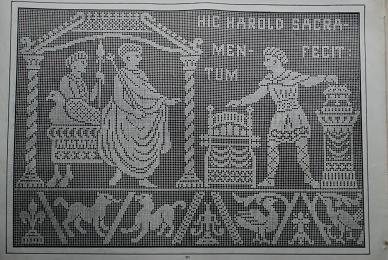 HIC HAROLD SACRA-
MEN- FECIT:
TUM